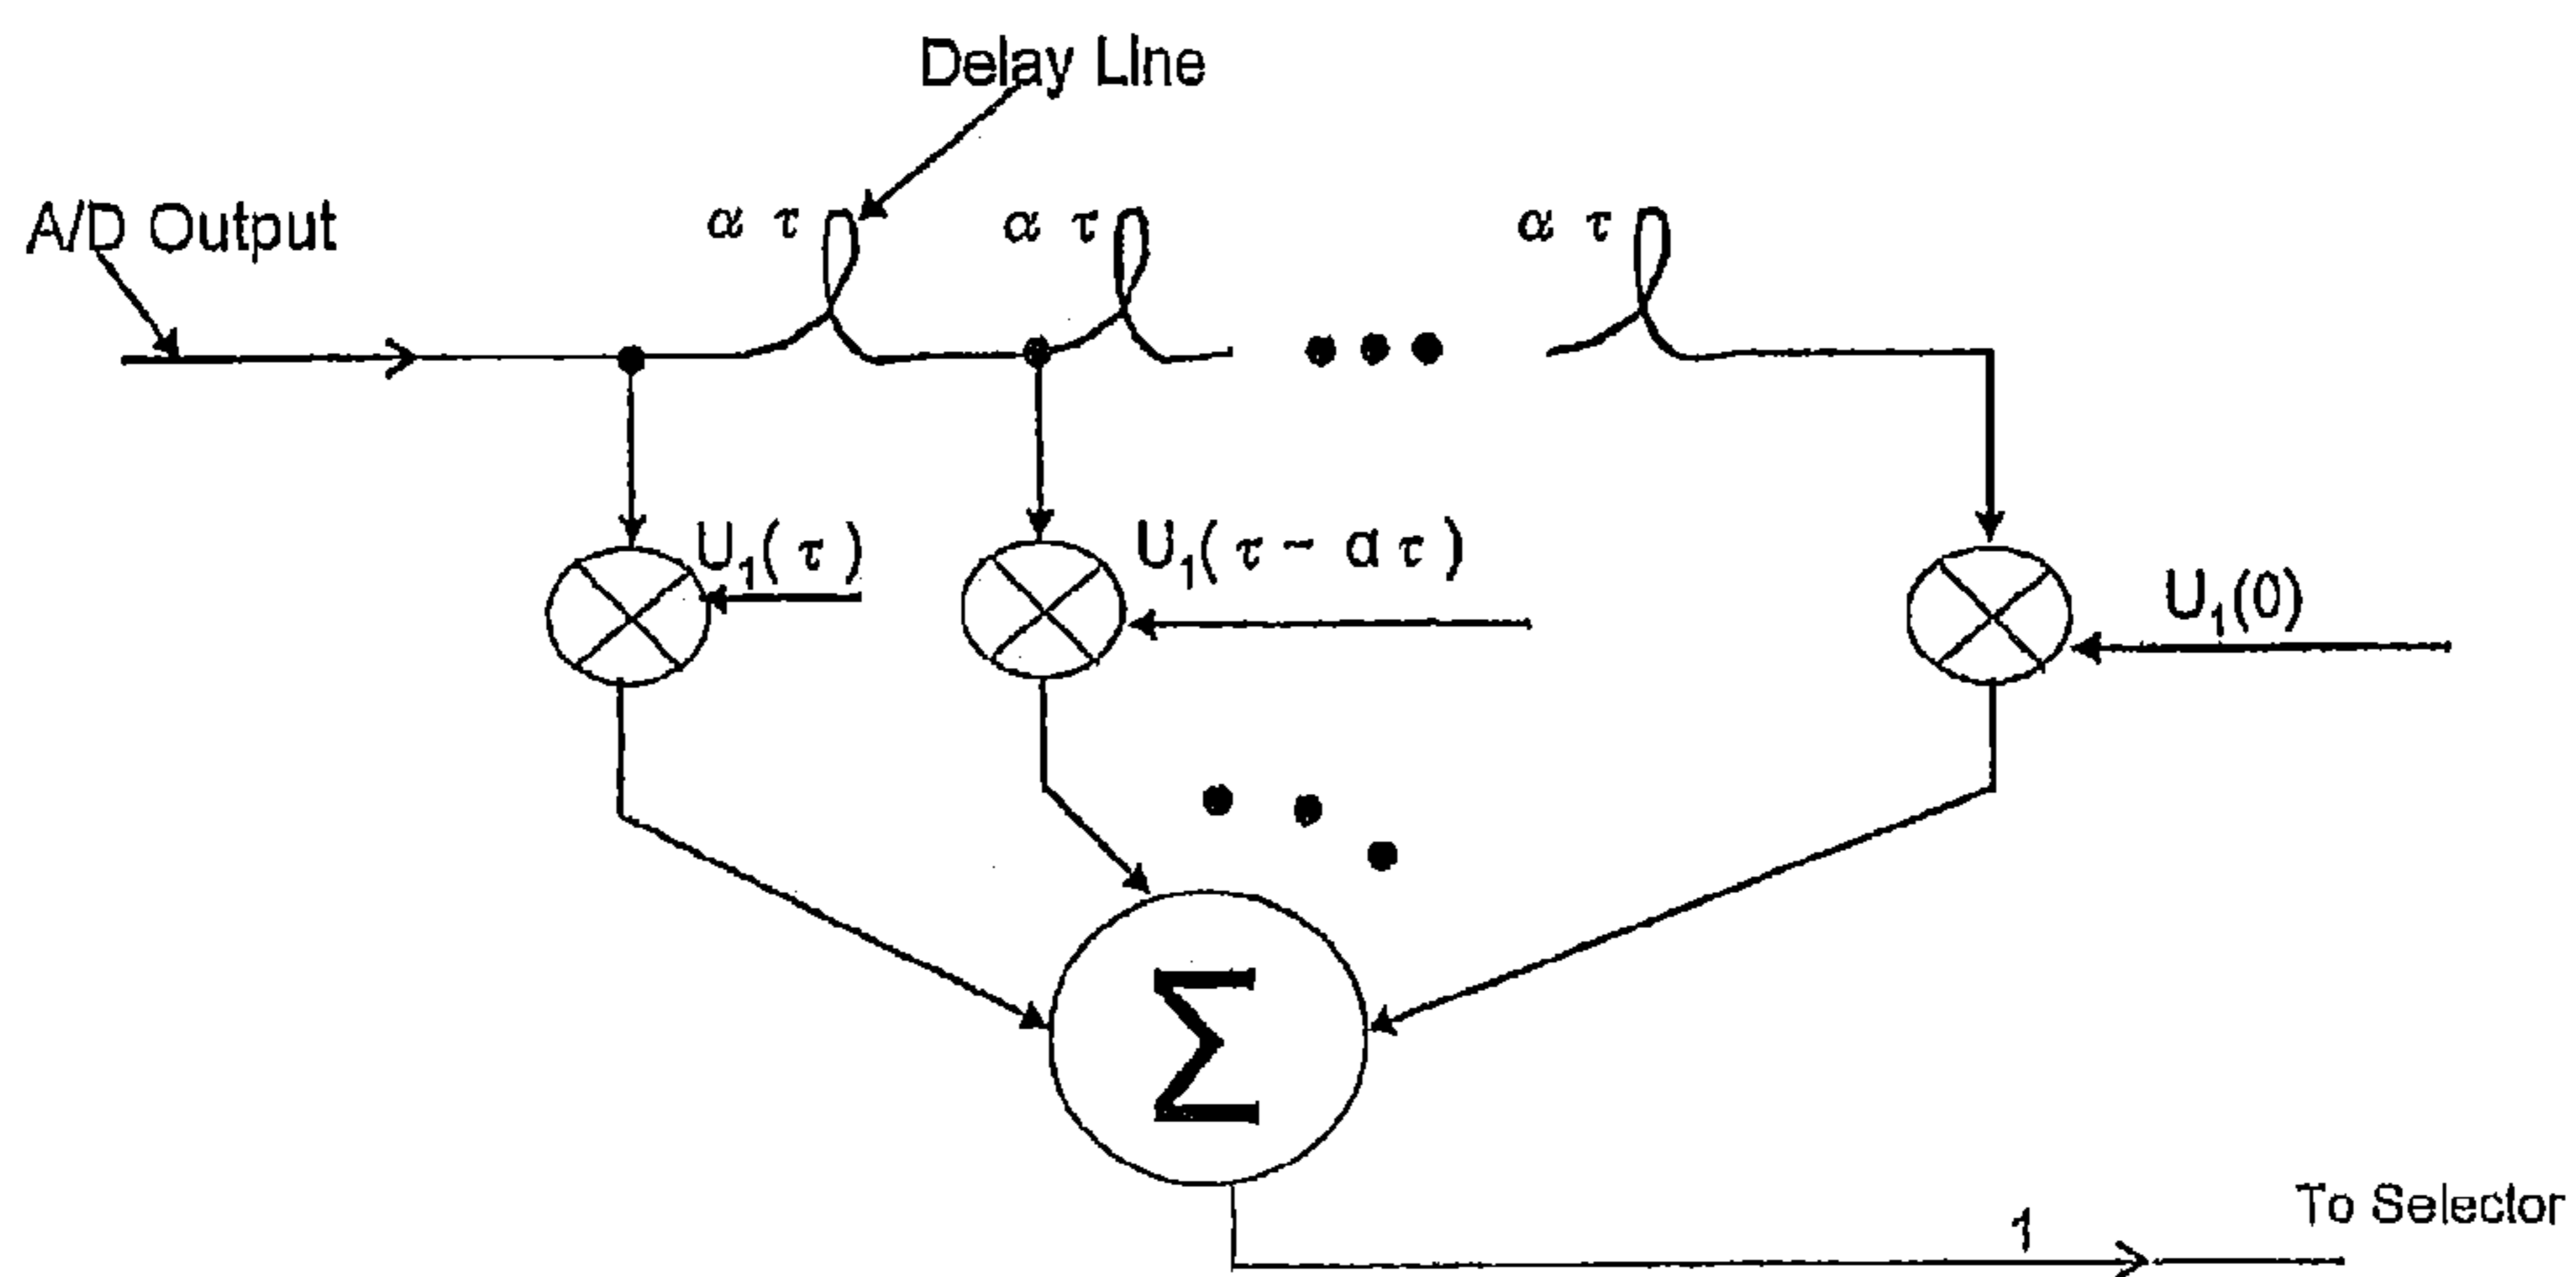 Delay Line
A/D Output
α τ
α τ
α τ
U₁( τ )
U₁( τ - α τ )
U₁(0)
Σ
1
To Selector